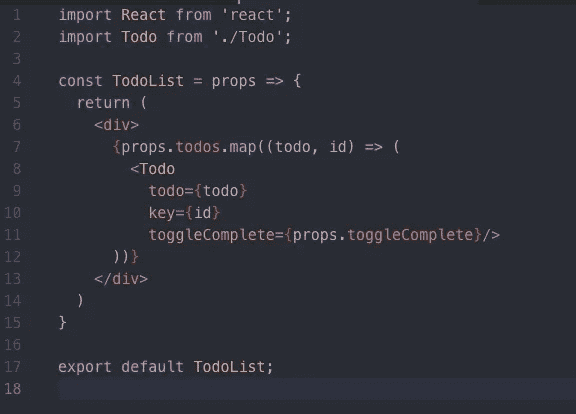 1 import React from 'react';
2 import Todo from './Todo';
3
4 const TodoList = props => {
5   return (
6     <div>
7       {props.todos.map((todo, id) => (
8         <Todo
9           todo={todo}
10           key={id}
11           toggleComplete={props.toggleComplete}/>
12       ))}
13     </div>
14   )
15 }
16
17 export default TodoList;
18